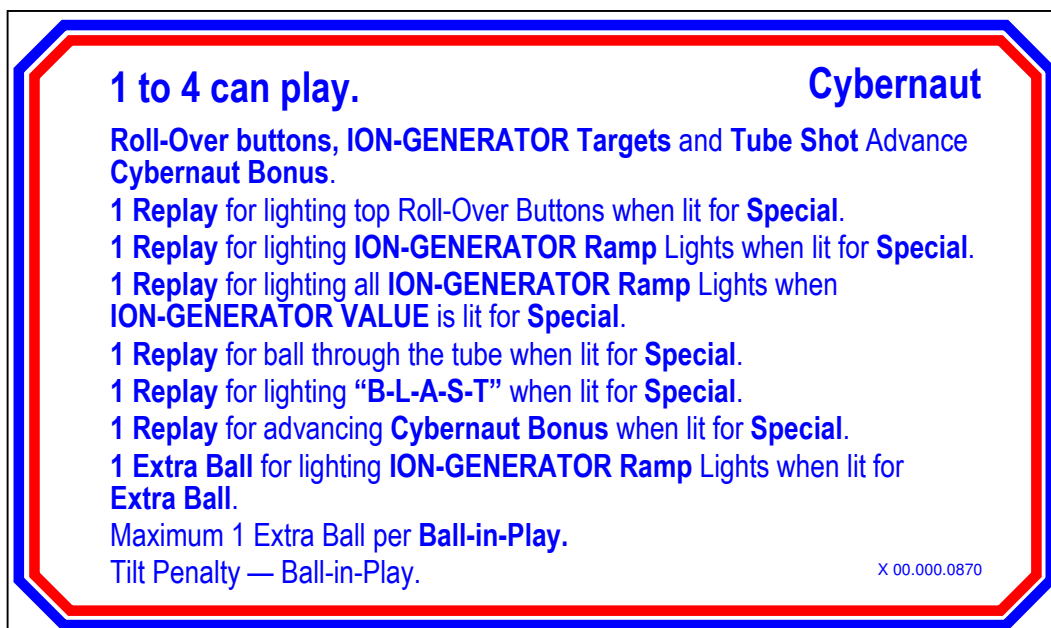 1 to 4 can play.
Cybernaut
Roll-Over buttons, ION-GENERATOR Targets and Tube Shot Advance
Cybernaut Bonus.
1 Replay for lighting top Roll-Over Buttons when lit for Special.
1 Replay for lighting ION-GENERATOR Ramp Lights when lit for Special.
1 Replay for lighting all ION-GENERATOR Ramp Lights when
ION-GENERATOR VALUE is lit for Special.
1 Replay for ball through the tube when lit for Special.
1 Replay for lighting “B-L-A-S-T” when lit for Special.
1 Replay for advancing Cybernaut Bonus when lit for Special.
1 Extra Ball for lighting ION-GENERATOR Ramp Lights when lit for
Extra Ball.
Maximum 1 Extra Ball per Ball-in-Play.
Tilt Penalty — Ball-in-Play.
X 00.000.0870